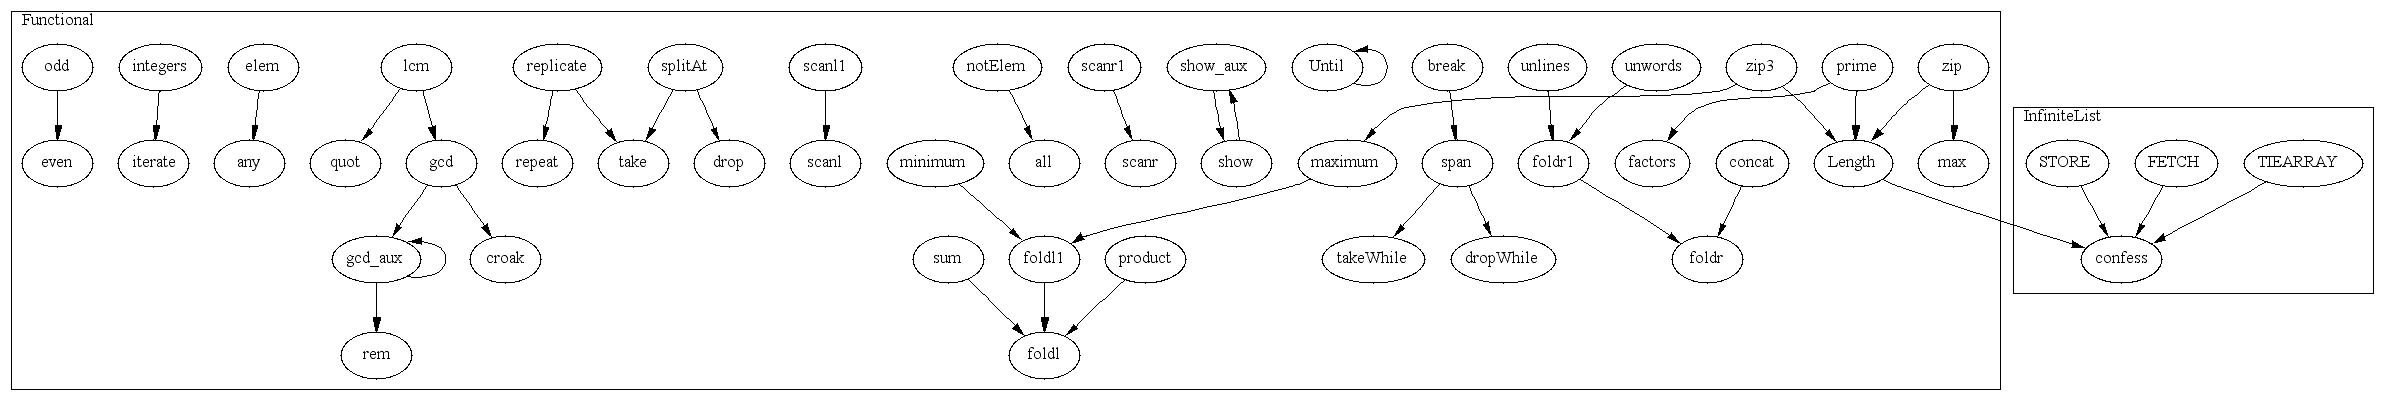 Functional
odd
integers
elem
lcm
replicate
splitAt
scanl1
notElem
scanr1
show_aux
Until
break
unlines
unwords
zip3
prime
zip
even
iterate
any
quot
gcd
repeat
take
drop
scanl
minimum
all
scanr
show
maximum
span
foldr1
factors
concat
Length
max
gcd_aux
croak
sum
foldl1
product
takeWhile
dropWhile
foldr
rem
foldl
InfiniteList
STORE
FETCH
TIEARRAY
confess